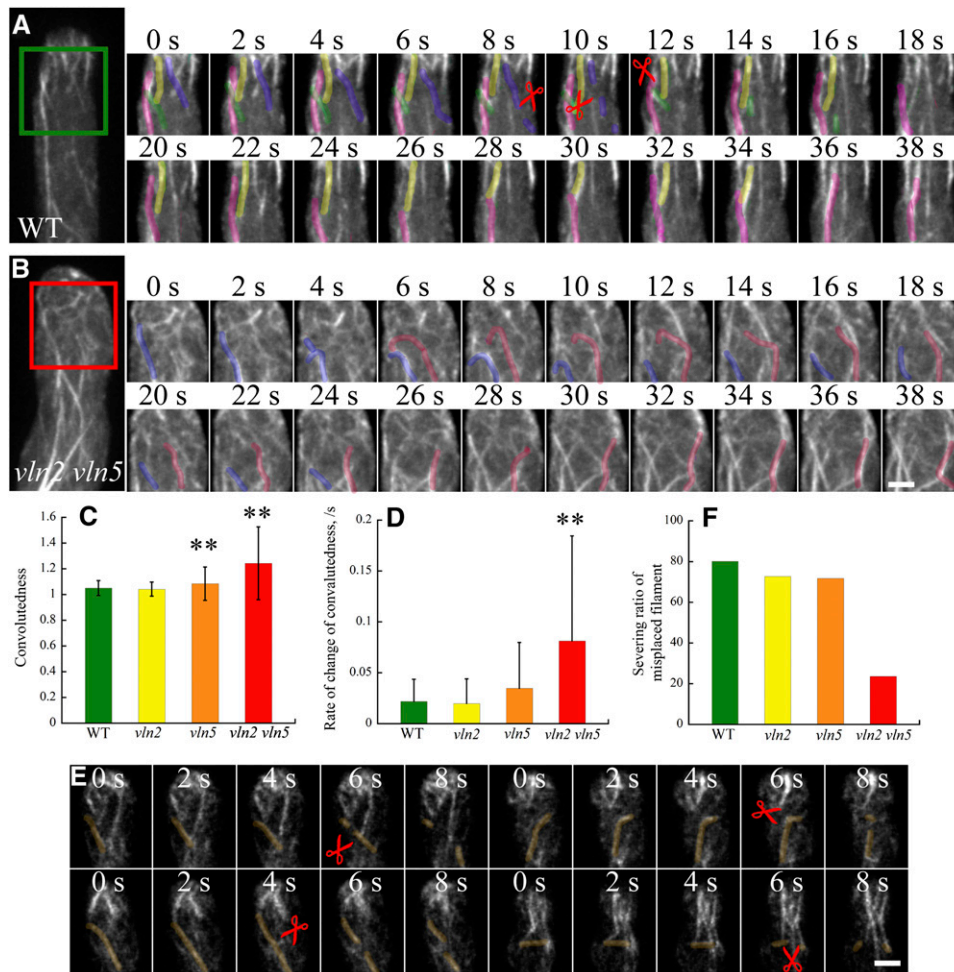 A
0 s 2 s 4 s 6 s 8 s 10 s 12 s 14 s 16 s 18 s
20 s 22 s 24 s 26 s 28 s 30 s 32 s 34 s 36 s 38 s
WT
B
0 s 2 s 4 s 6 s 8 s 10 s 12 s 14 s 16 s 18 s
20 s 22 s 24 s 26 s 28 s 30 s 32 s 34 s 36 s 38 s
vln2 vln5
C
Convolutedness
1.6
1.4
1.2
1
0.8
0.6
0.4
0.2
0
** **
WT vln2 vln5 vln2 vln5
D
Rate of change of convalutedness, /s
0.2
0.15
0.1
0.05
0
**
WT vln2 vln5 vln2 vln5
F
Severing ratio of
misplaced filament
100
80
60
40
20
0
WT vln2 vln5 vln2 vln5
E
0 s 2 s 4 s 6 s 8 s 0 s 2 s 4 s 6 s 8 s
0 s 2 s 4 s 6 s 8 s 0 s 2 s 4 s 6 s 8 s